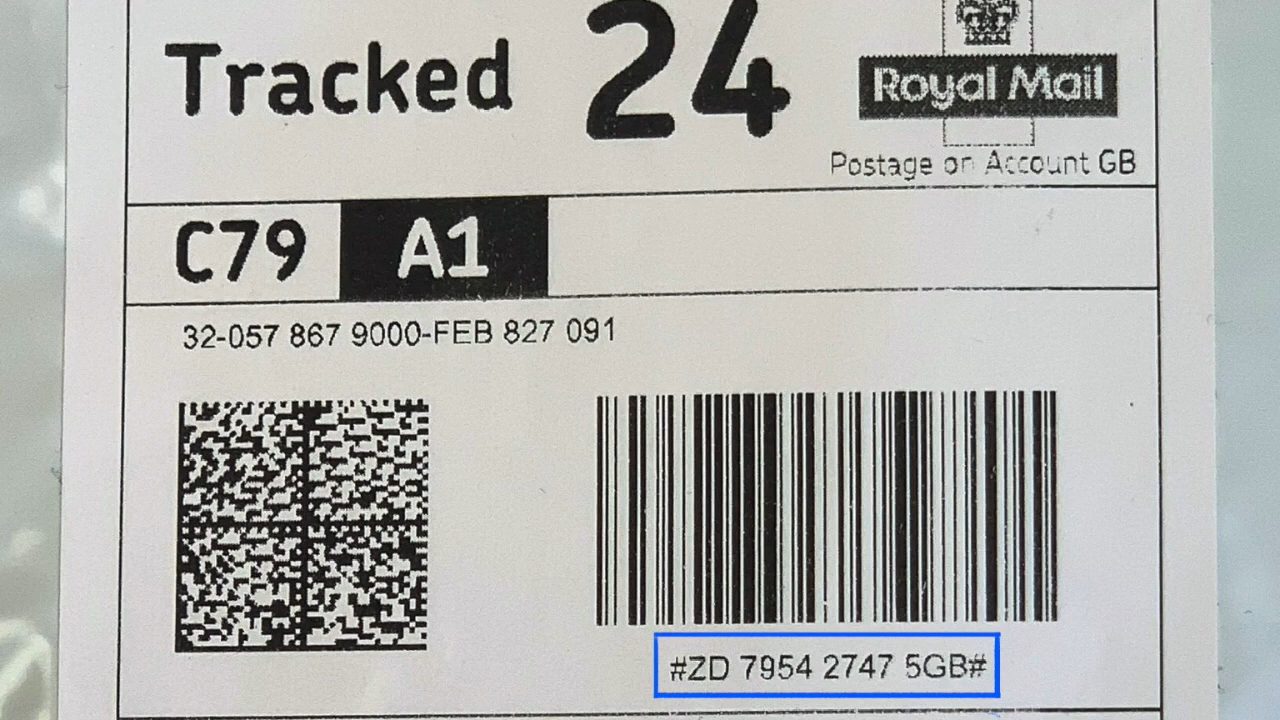 Tracked 24
Royal Mail
Postage on Account GB
C79 A1
32-057 867 9000-FEB 827 091
#ZD 7954 2747 5GB#